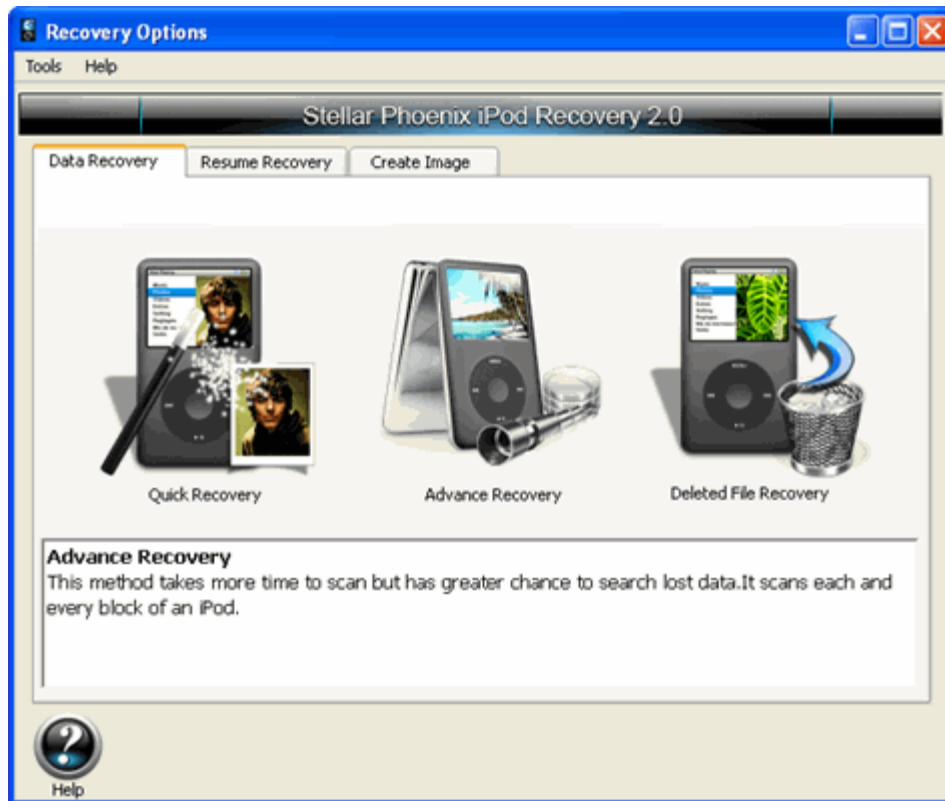 Recovery Options
Tools Help
Stellar Phoenix iPod Recovery 2.0
Data Recovery Resume Recovery Create Image
Quick Recovery Advance Recovery Deleted File Recovery
Advance Recovery
This method takes more time to scan but has greater chance to search lost data.It scans each and
every block of an iPod.
Help